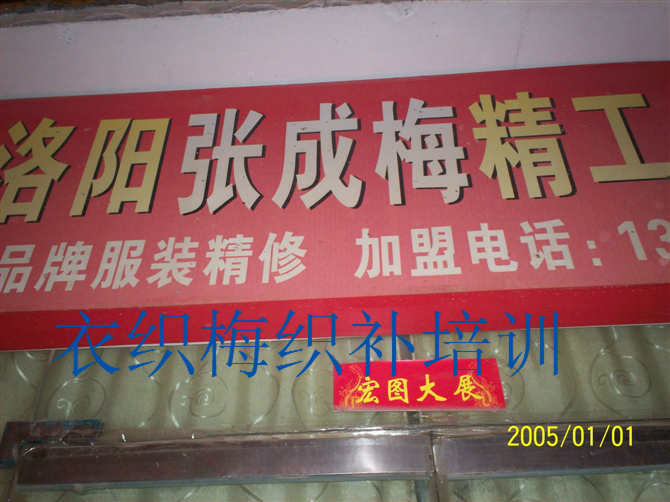 洛阳张成梅精工
品牌服装精修 加盟电话:13
衣织梅织补培训
宏图大展
2005/01/01